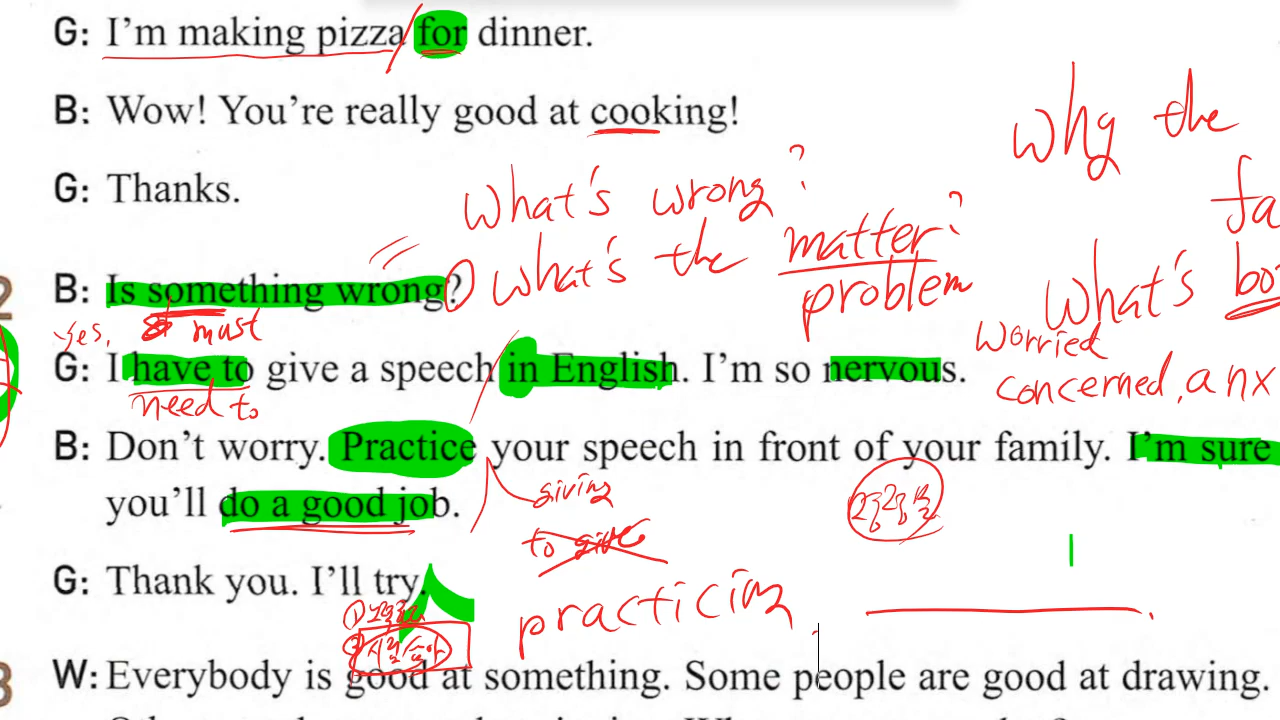 G: I'm making pizza for dinner.
B: Wow! You're really good at cooking!
why the
G: Thanks.
What's wrong?
fa
What's the matter?
problem
What's bo
2 B: Is something wrong?
yes, must
worried
G: I have to give a speech in English. I'm so nervous.
need to
concerned, anx
B: Don't worry. Practice your speech in front of your family. I'm sure
you'll do a good job.
giving
to give
G: Thank you. I'll try.
practicing
3 W: Everybody is good at something. Some people are good at drawing.